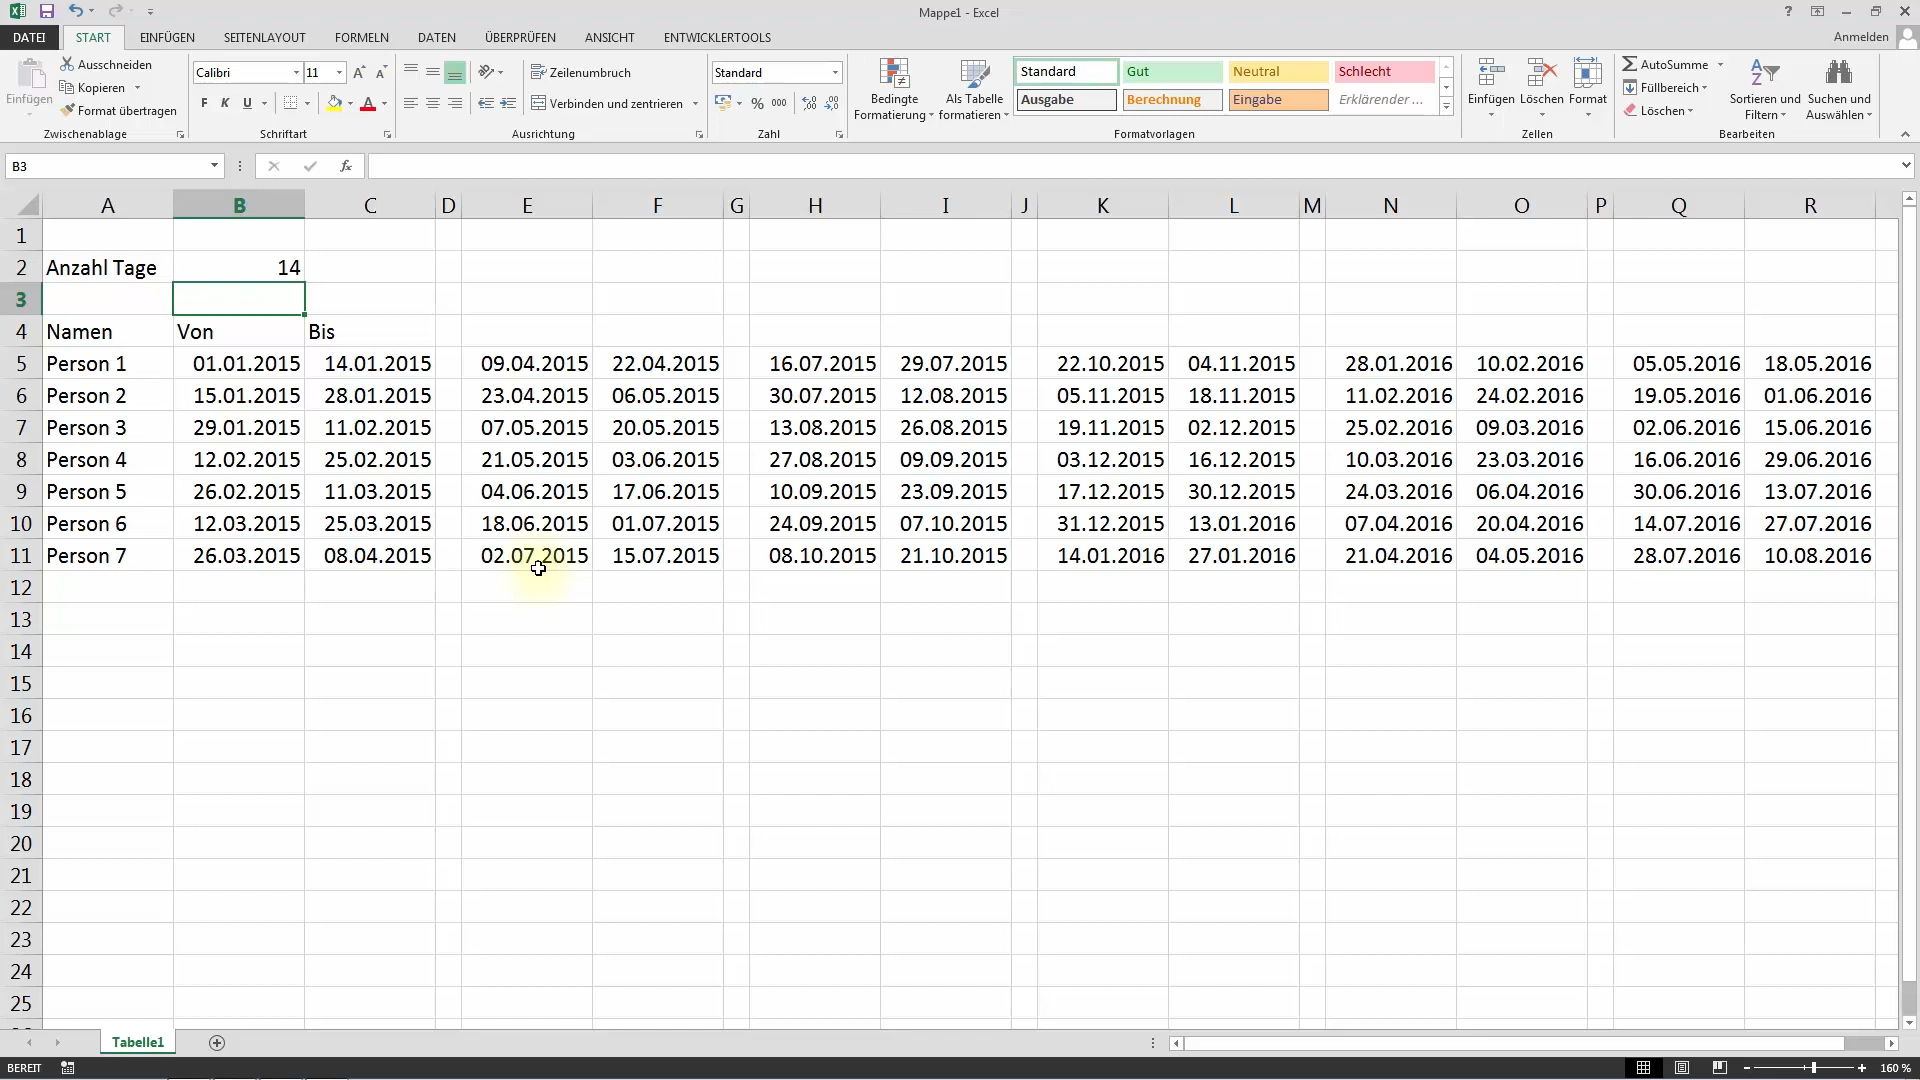 Mappe1 - Excel
?
DATEI START EINFÜGEN SEITENLAYOUT FORMELN DATEN ÜBERPRÜFEN ANSICHT ENTWICKLERTOOLS Anmelden
Einfügen
Ausschneiden
Kopieren
Format übertragen
Zwischenablage
Calibri 11
F K U
Schriftart
Zeilenumbruch
Verbinden und zentrieren
Ausrichtung
Standard
% 000
Zahl
Bedingte Formatierung
Als Tabelle formatieren
Standard Gut Neutral Schlecht
Ausgabe Berechnung Eingabe Erklärender ...
Formatvorlagen
Einfügen Löschen Format
Zellen
AutoSumme
Füllbereich
Löschen
Sortieren und Filtern
Suchen und Auswählen
Bearbeiten
B3
A B C D E F G H I J K L M N O P Q R
1
2 Anzahl Tage 14
3
4 Namen Von Bis
5 Person 1 01.01.2015 14.01.2015 09.04.2015 22.04.2015 16.07.2015 29.07.2015 22.10.2015 04.11.2015 28.01.2016 10.02.2016 05.05.2016 18.05.2016
6 Person 2 15.01.2015 28.01.2015 23.04.2015 06.05.2015 30.07.2015 12.08.2015 05.11.2015 18.11.2015 11.02.2016 24.02.2016 19.05.2016 01.06.2016
7 Person 3 29.01.2015 11.02.2015 07.05.2015 20.05.2015 13.08.2015 26.08.2015 19.11.2015 02.12.2015 25.02.2016 09.03.2016 02.06.2016 15.06.2016
8 Person 4 12.02.2015 25.02.2015 21.05.2015 03.06.2015 27.08.2015 09.09.2015 03.12.2015 16.12.2015 10.03.2016 23.03.2016 16.06.2016 29.06.2016
9 Person 5 26.02.2015 11.03.2015 04.06.2015 17.06.2015 10.09.2015 23.09.2015 17.12.2015 30.12.2015 24.03.2016 06.04.2016 30.06.2016 13.07.2016
10 Person 6 12.03.2015 25.03.2015 18.06.2015 01.07.2015 24.09.2015 07.10.2015 31.12.2015 13.01.2016 07.04.2016 20.04.2016 14.07.2016 27.07.2016
11 Person 7 26.03.2015 08.04.2015 02.07.2015 15.07.2015 08.10.2015 21.10.2015 14.01.2016 27.01.2016 21.04.2016 04.05.2016 28.07.2016 10.08.2016
12
13
14
15
16
17
18
19
20
21
22
23
24
25
Tabelle1
BEREIT 160 %